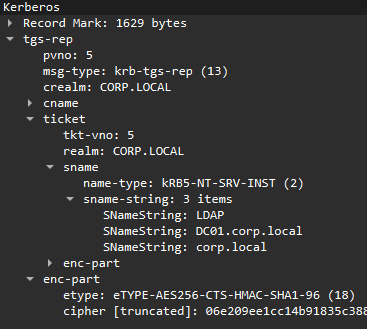 Kerberos
Record Mark: 1629 bytes
tgs-rep
pvno: 5
msg-type: krb-tgs-rep (13)
crealm: CORP.LOCAL
cname
ticket
tkt-vno: 5
realm: CORP.LOCAL
sname
name-type: kRB5-NT-SRV-INST (2)
sname-string: 3 items
SNameString: LDAP
SNameString: DC01.corp.local
SNameString: corp.local
enc-part
enc-part
etype: eTYPE-AES256-CTS-HMAC-SHA1-96 (18)
cipher [truncated]: 06e209ee1cc14b91835c388